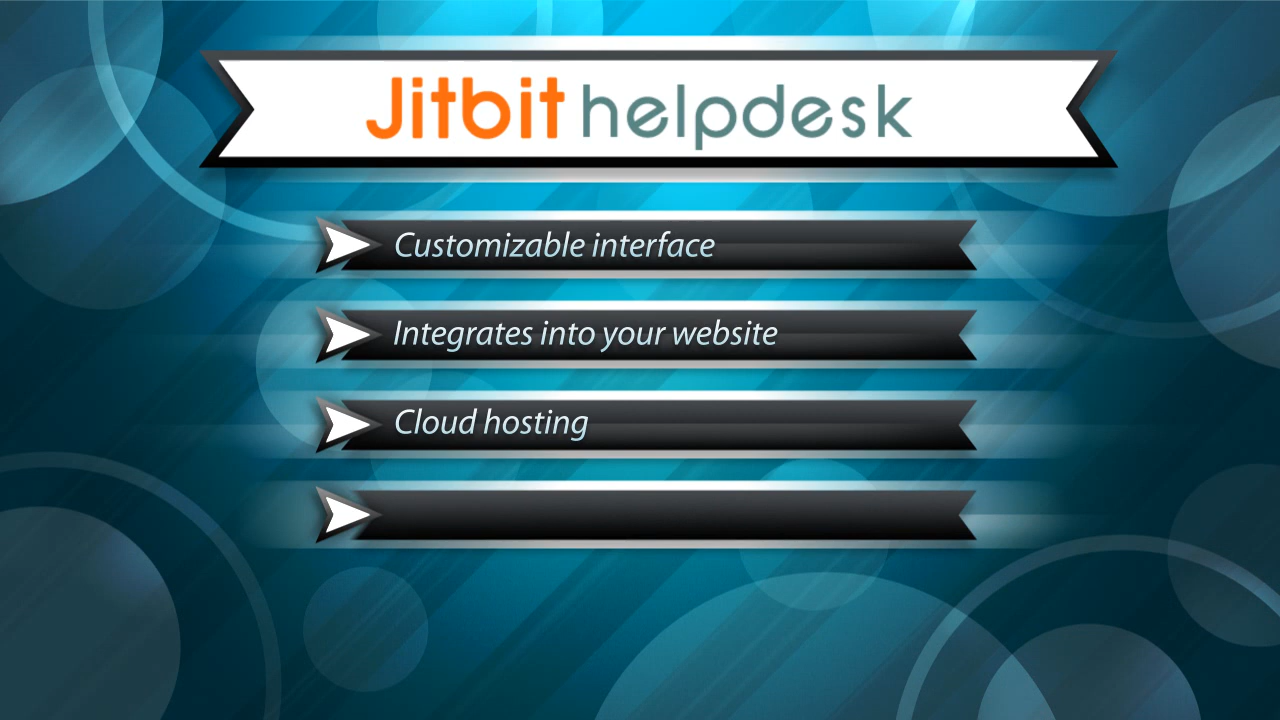 Jitbit helpdesk
Customizable interface
Integrates into your website
Cloud hosting